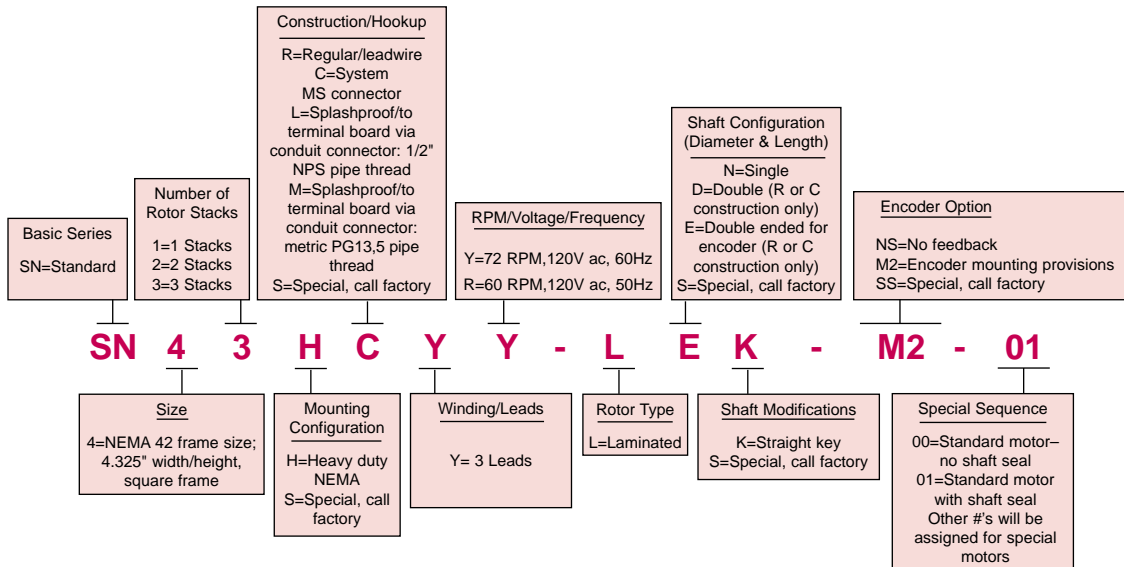 Construction/Hookup
R=Regular/leadwire
C=System
MS connector
L=Splashproof/to
terminal board via
conduit connector: 1/2"
NPS pipe thread
M=Splashproof/to
terminal board via
conduit connector:
metric PG13,5 pipe
thread
S=Special, call factory
Shaft Configuration
(Diameter & Length)
N=Single
D=Double (R or C
construction only)
E=Double ended for
encoder (R or C
construction only)
S=Special, call factory
Number of
Rotor Stacks
1=1 Stacks
2=2 Stacks
3=3 Stacks
RPM/Voltage/Frequency
Y=72 RPM,120V ac, 60Hz
R=60 RPM,120V ac, 50Hz
Encoder Option
NS=No feedback
M2=Encoder mounting provisions
SS=Special, call factory
Basic Series
SN=Standard
SN 4 3 H C Y Y - L E K - M2 - 01
Size
4=NEMA 42 frame size;
4.325" width/height,
square frame
Mounting
Configuration
H=Heavy duty
NEMA
S=Special, call
factory
Winding/Leads
Y= 3 Leads
Rotor Type
L=Laminated
Shaft Modifications
K=Straight key
S=Special, call factory
Special Sequence
00=Standard motor–
no shaft seal
01=Standard motor
with shaft seal
Other #'s will be
assigned for special
motors